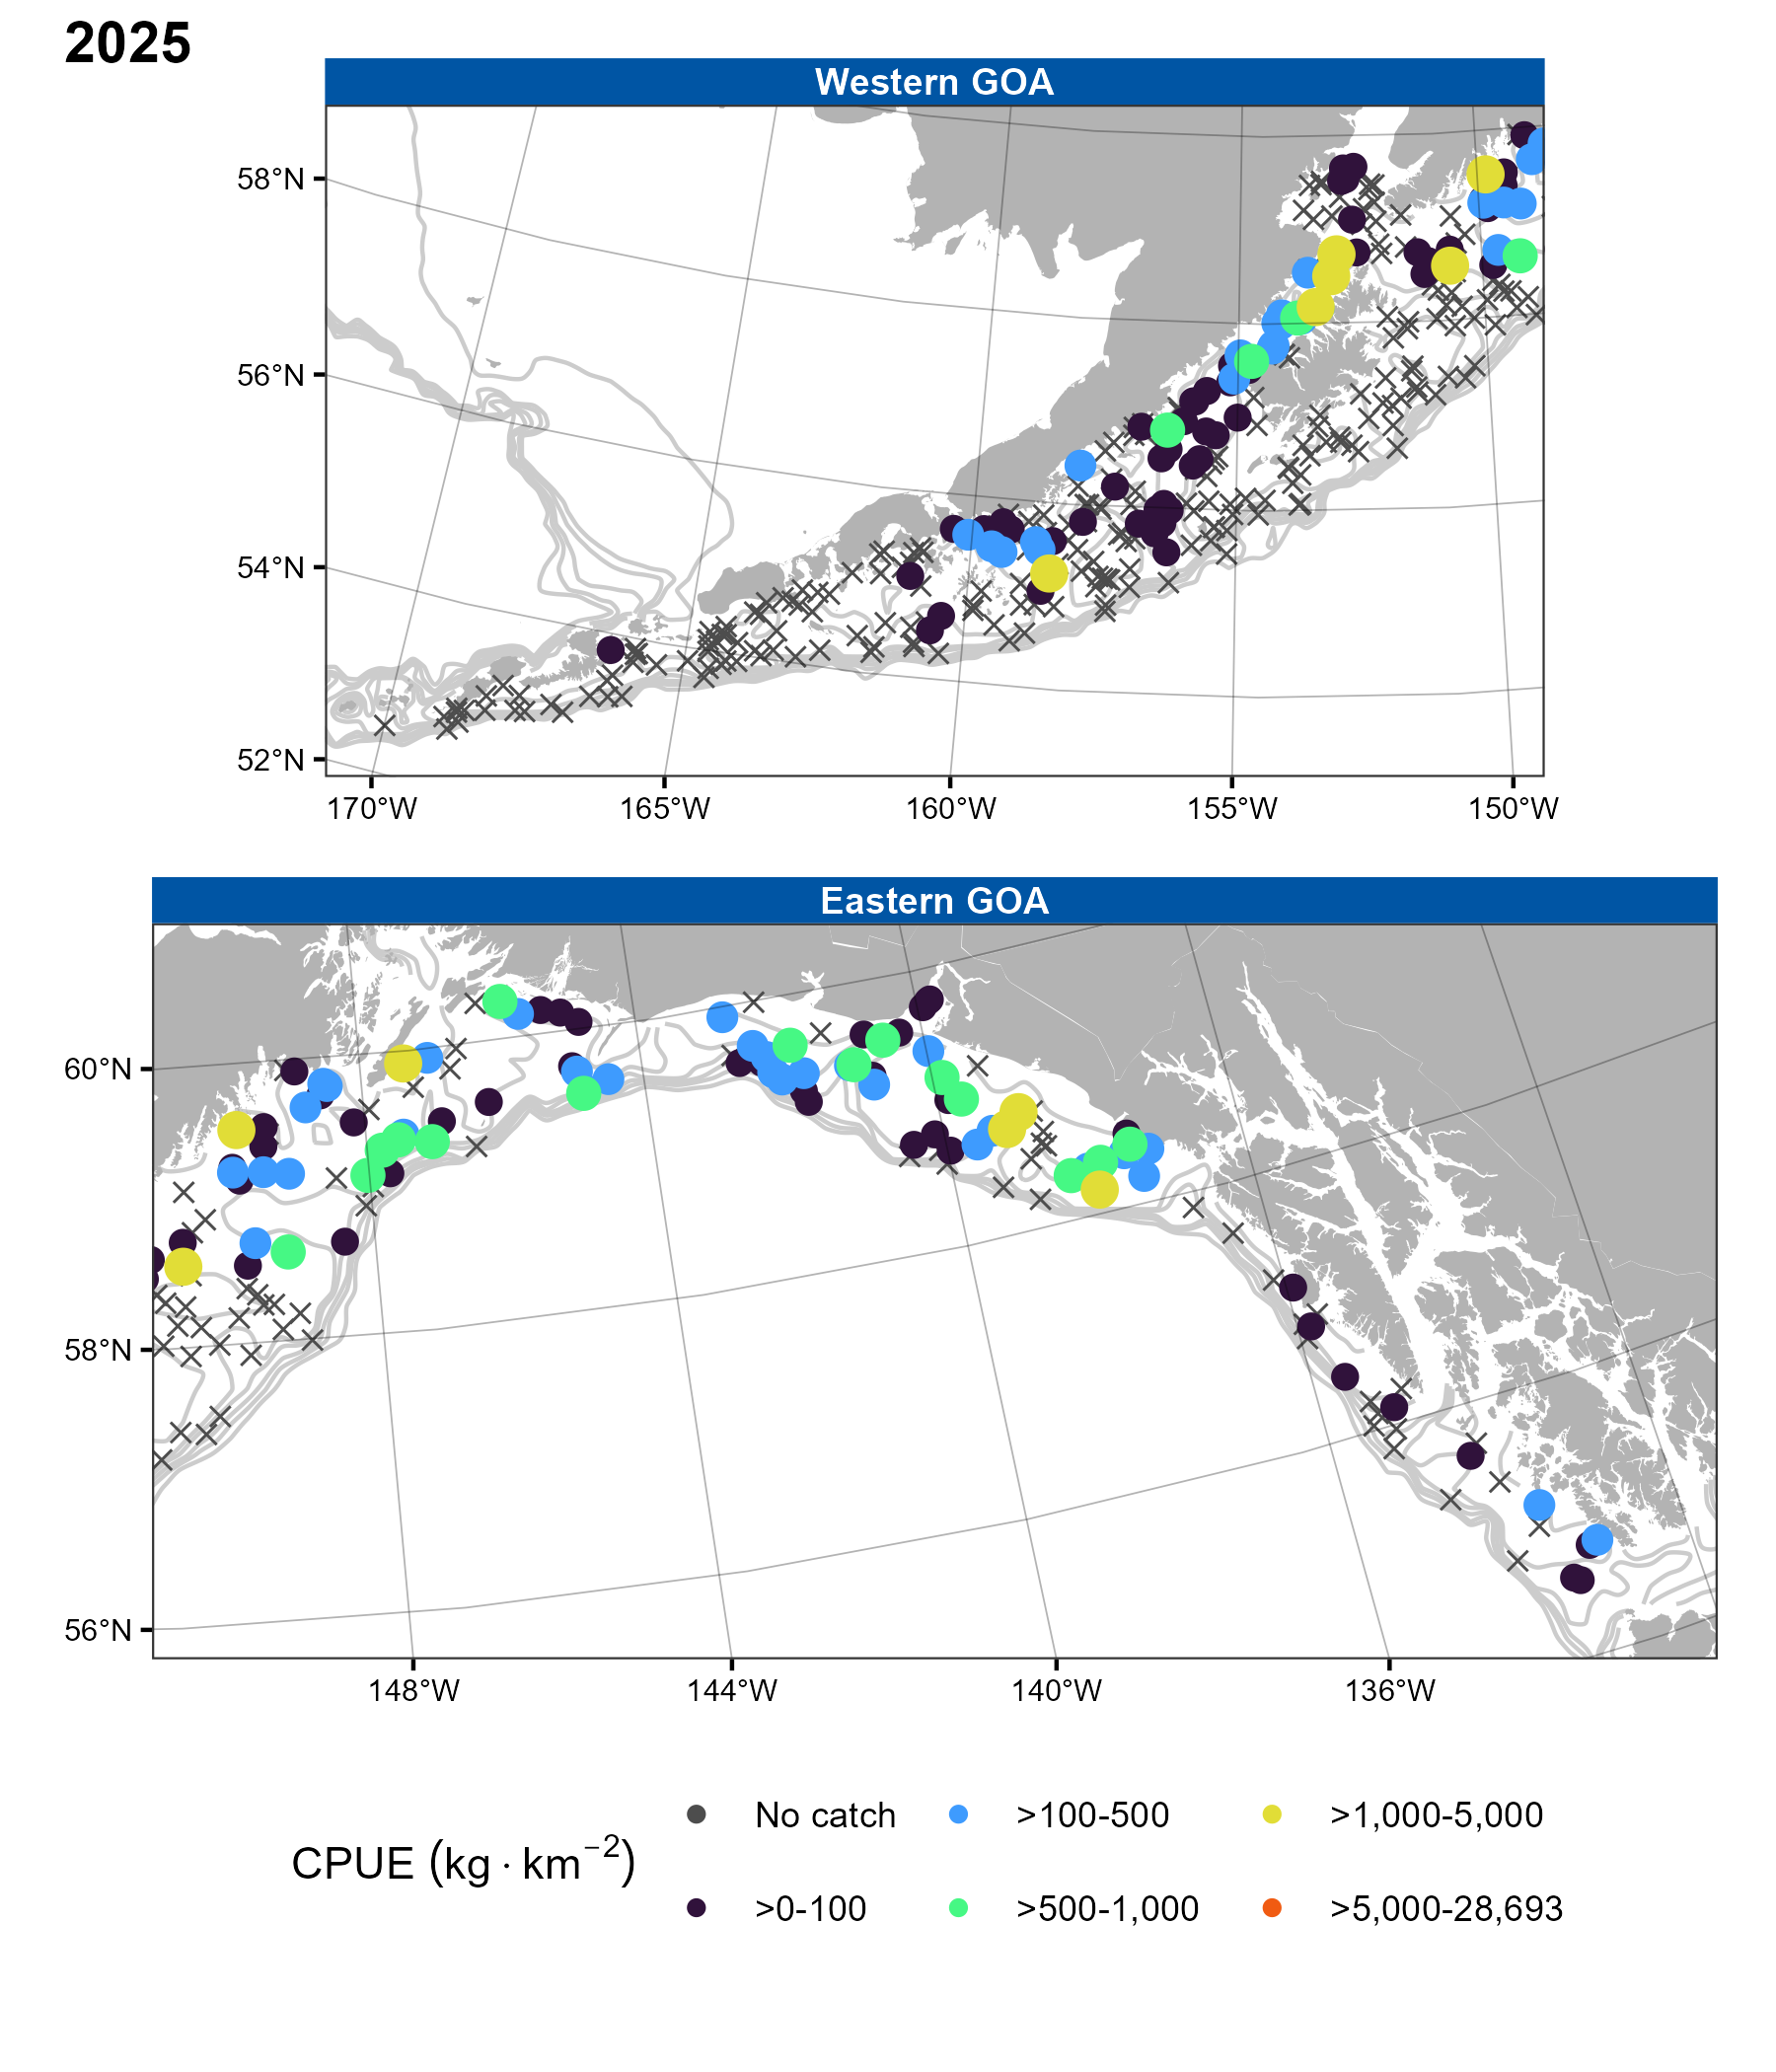 2025
Western GOA
58°N
56°N
54°N
52°N
170°W 165°W 160°W 155°W 150°W
Eastern GOA
60°N
58°N
56°N
148°W 144°W 140°W 136°W
CPUE (kg · km⁻²)
No catch >100-500 >1,000-5,000
>0-100 >500-1,000 >5,000-28,693